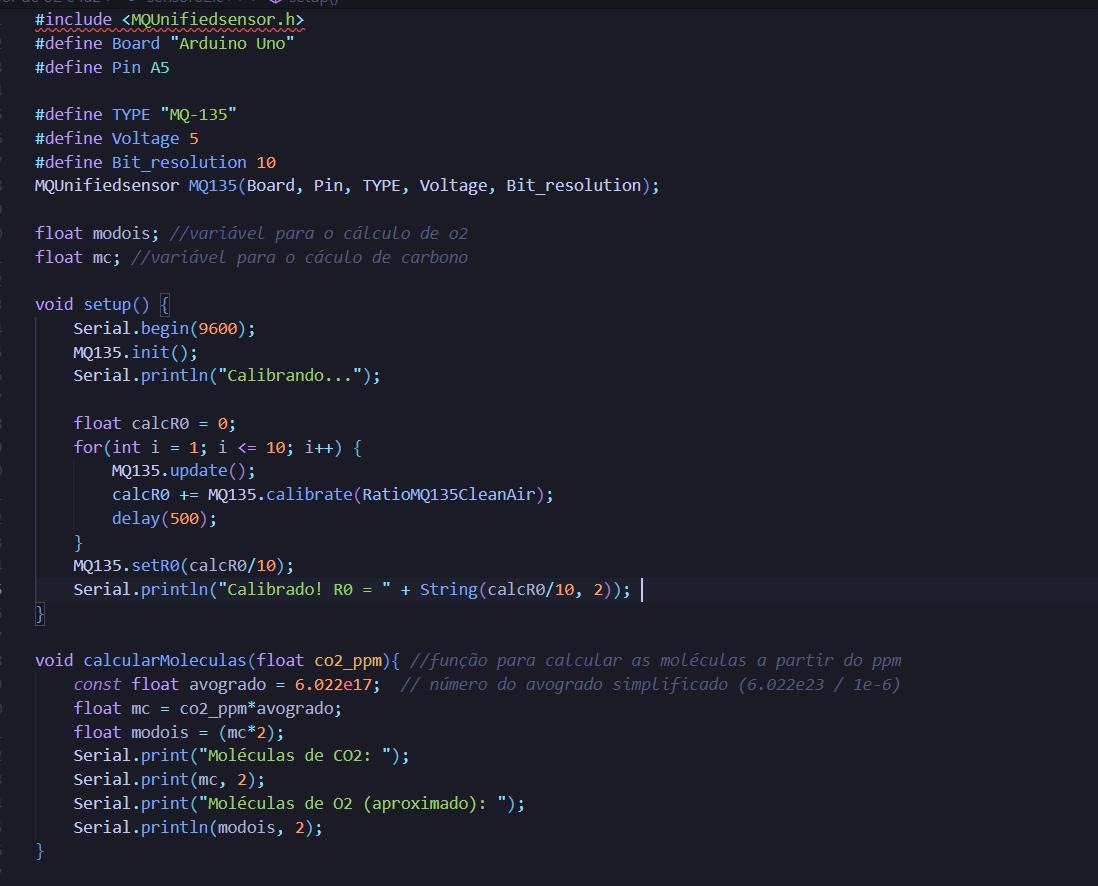 #include <MQUnifiedsensor.h>
#define Board "Arduino Uno"
#define Pin A5
#define TYPE "MQ-135"
#define Voltage 5
#define Bit_resolution 10
MQUnifiedsensor MQ135(Board, Pin, TYPE, Voltage, Bit_resolution);
float modois; //variável para o cálculo de o2
float mc; //variável para o cáculo de carbono
void setup() {
Serial.begin(9600);
MQ135.init();
Serial.println("Calibrando...");
float calcR0 = 0;
for(int i = 1; i <= 10; i++) {
MQ135.update();
calcR0 += MQ135.calibrate(RatioMQ135CleanAir);
delay(500);
}
MQ135.setR0(calcR0/10);
Serial.println("Calibrado! R0 = " + String(calcR0/10, 2));
}
void calcularMoleculas(float co2_ppm){ //função para calcular as moléculas a partir do ppm
const float avogrado = 6.022e17; // número do avogrado simplificado (6.022e23 / 1e-6)
float mc = co2_ppm*avogrado;
float modois = (mc*2);
Serial.print("Moléculas de CO2: ");
Serial.print(mc, 2);
Serial.print("Moléculas de O2 (aproximado): ");
Serial.println(modois, 2);
}